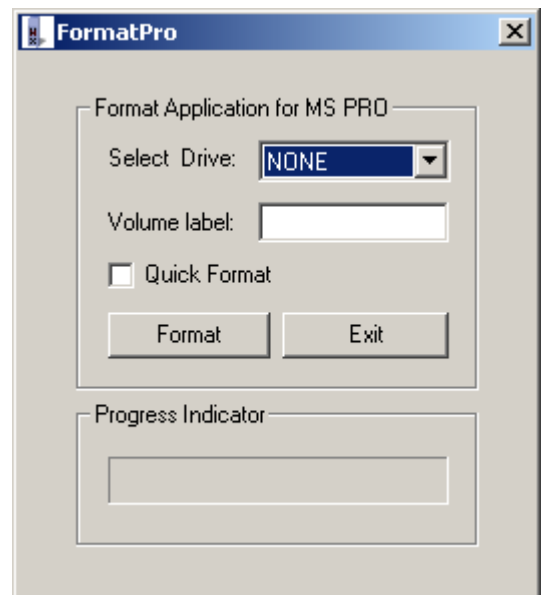 FormatPro
Format Application for MS PRO
Select Drive: NONE
Volume label:
Quick Format
Format Exit
Progress Indicator